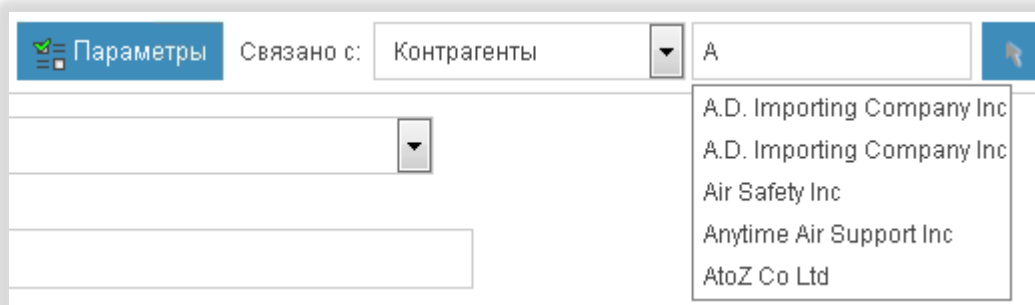 Параметры Связано с: Контрагенты A
A.D. Importing Company Inc
A.D. Importing Company Inc
Air Safety Inc
Anytime Air Support Inc
AtoZ Co Ltd